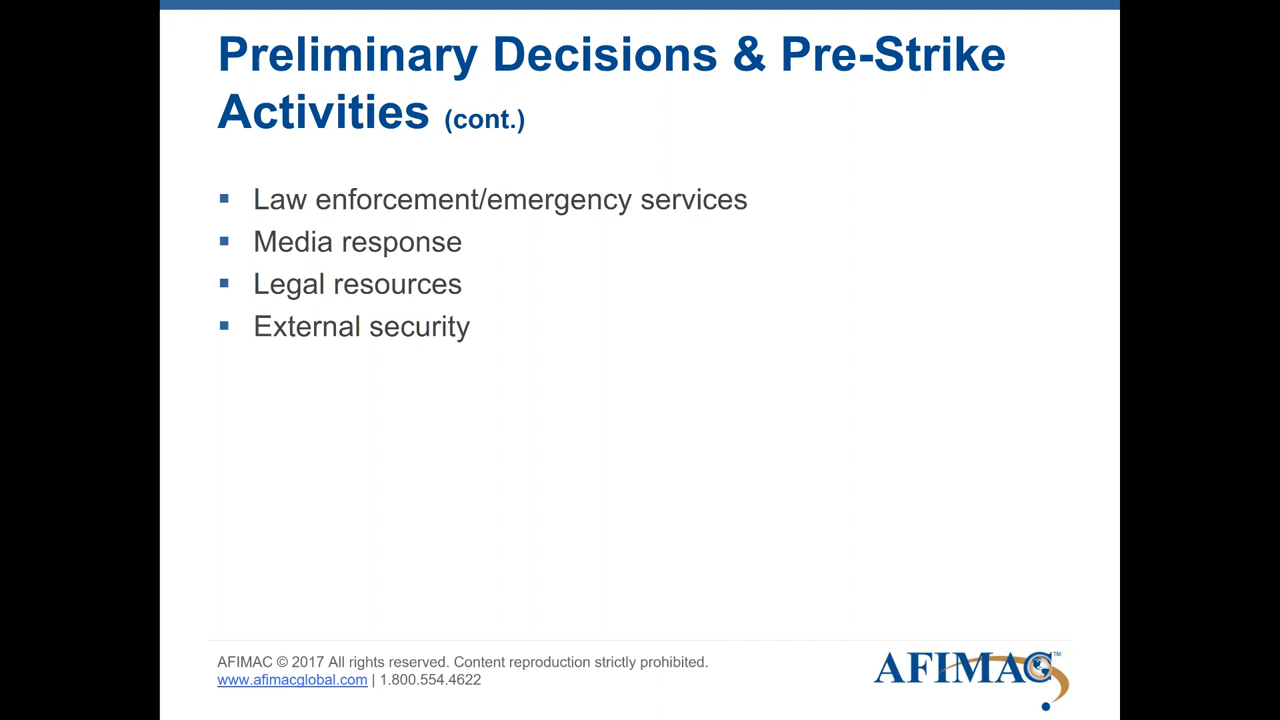 Preliminary Decisions & Pre-Strike
Activities (cont.)
Law enforcement/emergency services
Media response
Legal resources
External security
AFIMAC © 2017 All rights reserved. Content reproduction strictly prohibited.
www.afimacglobal.com | 1.800.554.4622
AFIMAC™